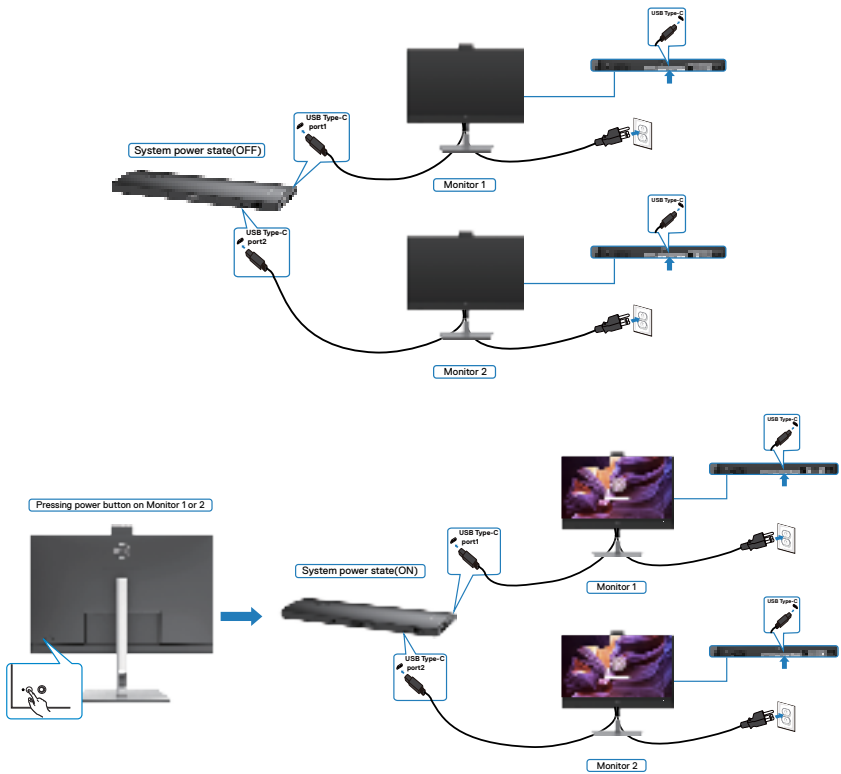 USB Type-C
USB Type-C
port1
System power state(OFF)
Monitor 1
USB Type-C
USB Type-C
port2
Monitor 2
USB Type-C
Pressing power button on Monitor 1 or 2
USB Type-C
port1
System power state(ON)
Monitor 1
USB Type-C
USB Type-C
port2
Monitor 2